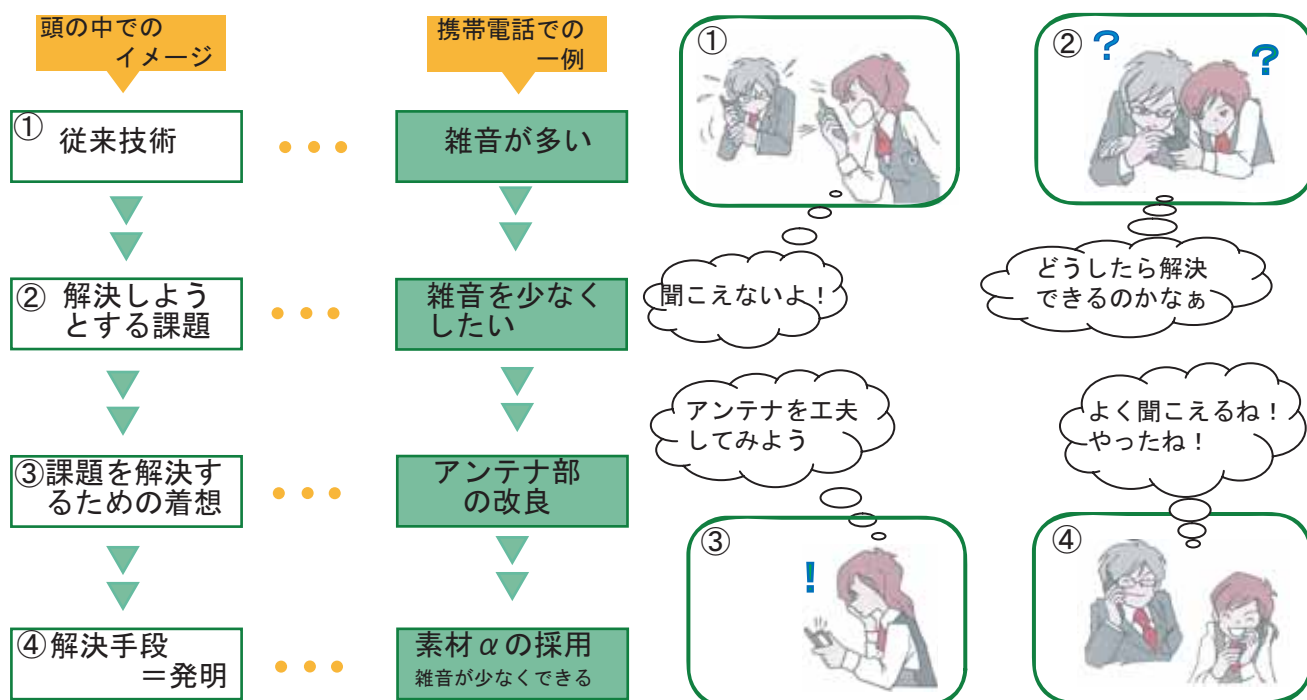 頭の中での
イメージ
携帯電話での
一例
①
従来技術
雑音が多い
②
解決しよう
とする課題
雑音を少なく
したい
③課題を解決す
るための着想
アンテナ部
の改良
④解決手段
＝発明
素材αの採用
雑音が少なくできる
①
聞こえないよ！
②
? ?
どうしたら解決
できるのかなぁ
アンテナを工夫
してみよう
③
!
よく聞こえるね！
やったね！
④